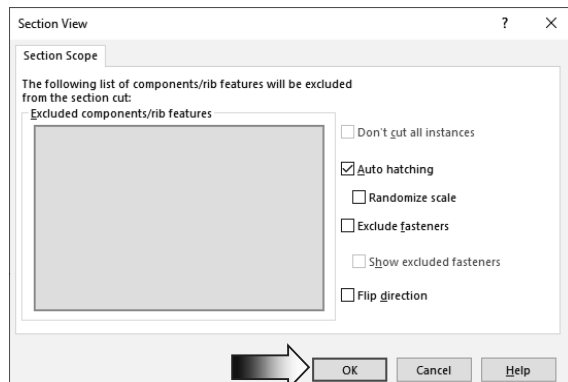 Section View
?
Section Scope
The following list of components/rib features will be excluded
from the section cut:
Excluded components/rib features
Don't cut all instances
Auto hatching
Randomize scale
Exclude fasteners
Show excluded fasteners
Flip direction
OK Cancel Help